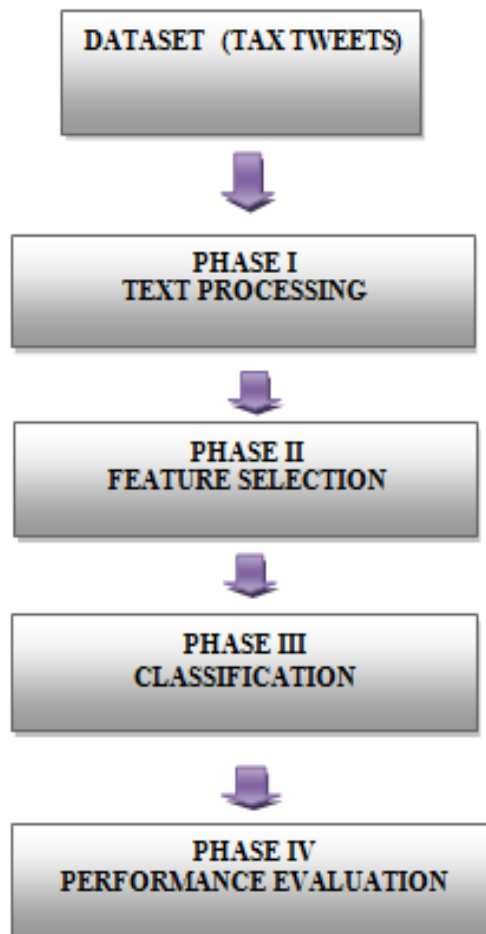 DATASET (TAX TWEETS)
PHASE I
TEXT PROCESSING
PHASE II
FEATURE SELECTION
PHASE III
CLASSIFICATION
PHASE IV
PERFORMANCE EVALUATION